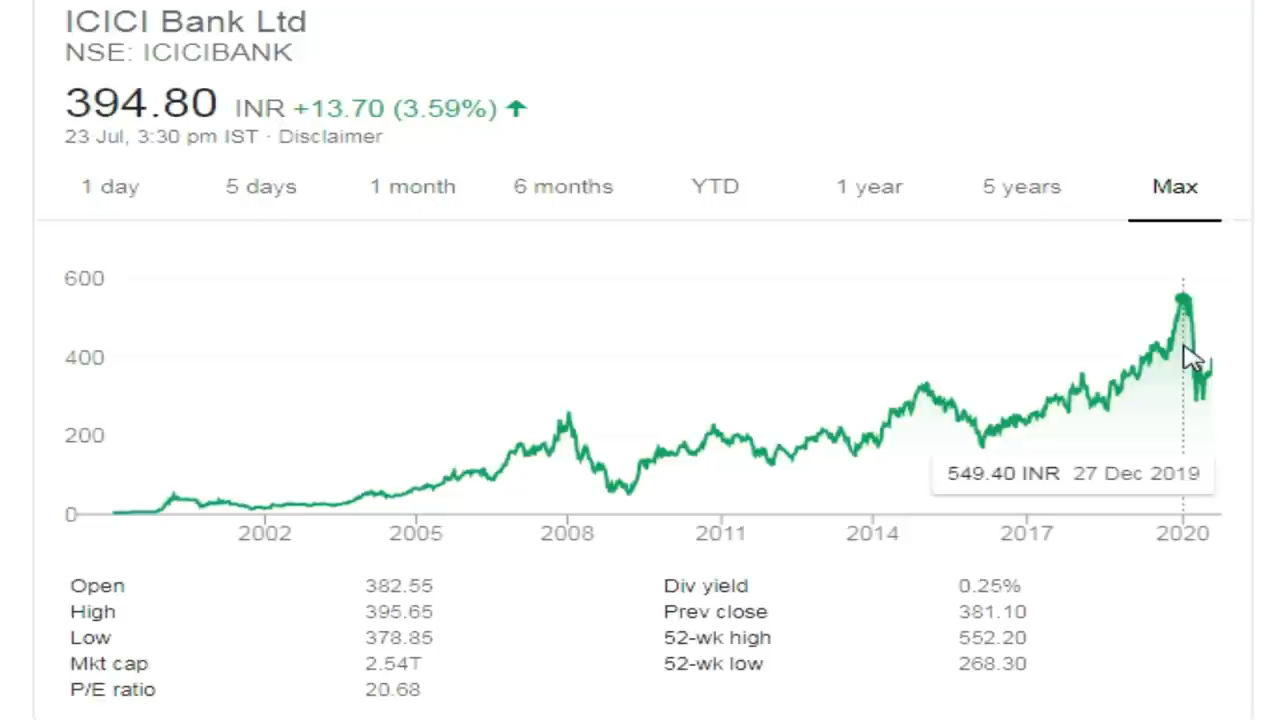 ICICI Bank Ltd
NSE: ICICIBANK
394.80 INR +13.70 (3.59%) ↑
23 Jul, 3:30 pm IST · Disclaimer
1 day 5 days 1 month 6 months YTD 1 year 5 years Max
600
400
200
0
549.40 INR 27 Dec 2019
2002 2005 2008 2011 2014 2017 2020
Open 382.55 Div yield 0.25%
High 395.65 Prev close 381.10
Low 378.85 52-wk high 552.20
Mkt cap 2.54T 52-wk low 268.30
P/E ratio 20.68